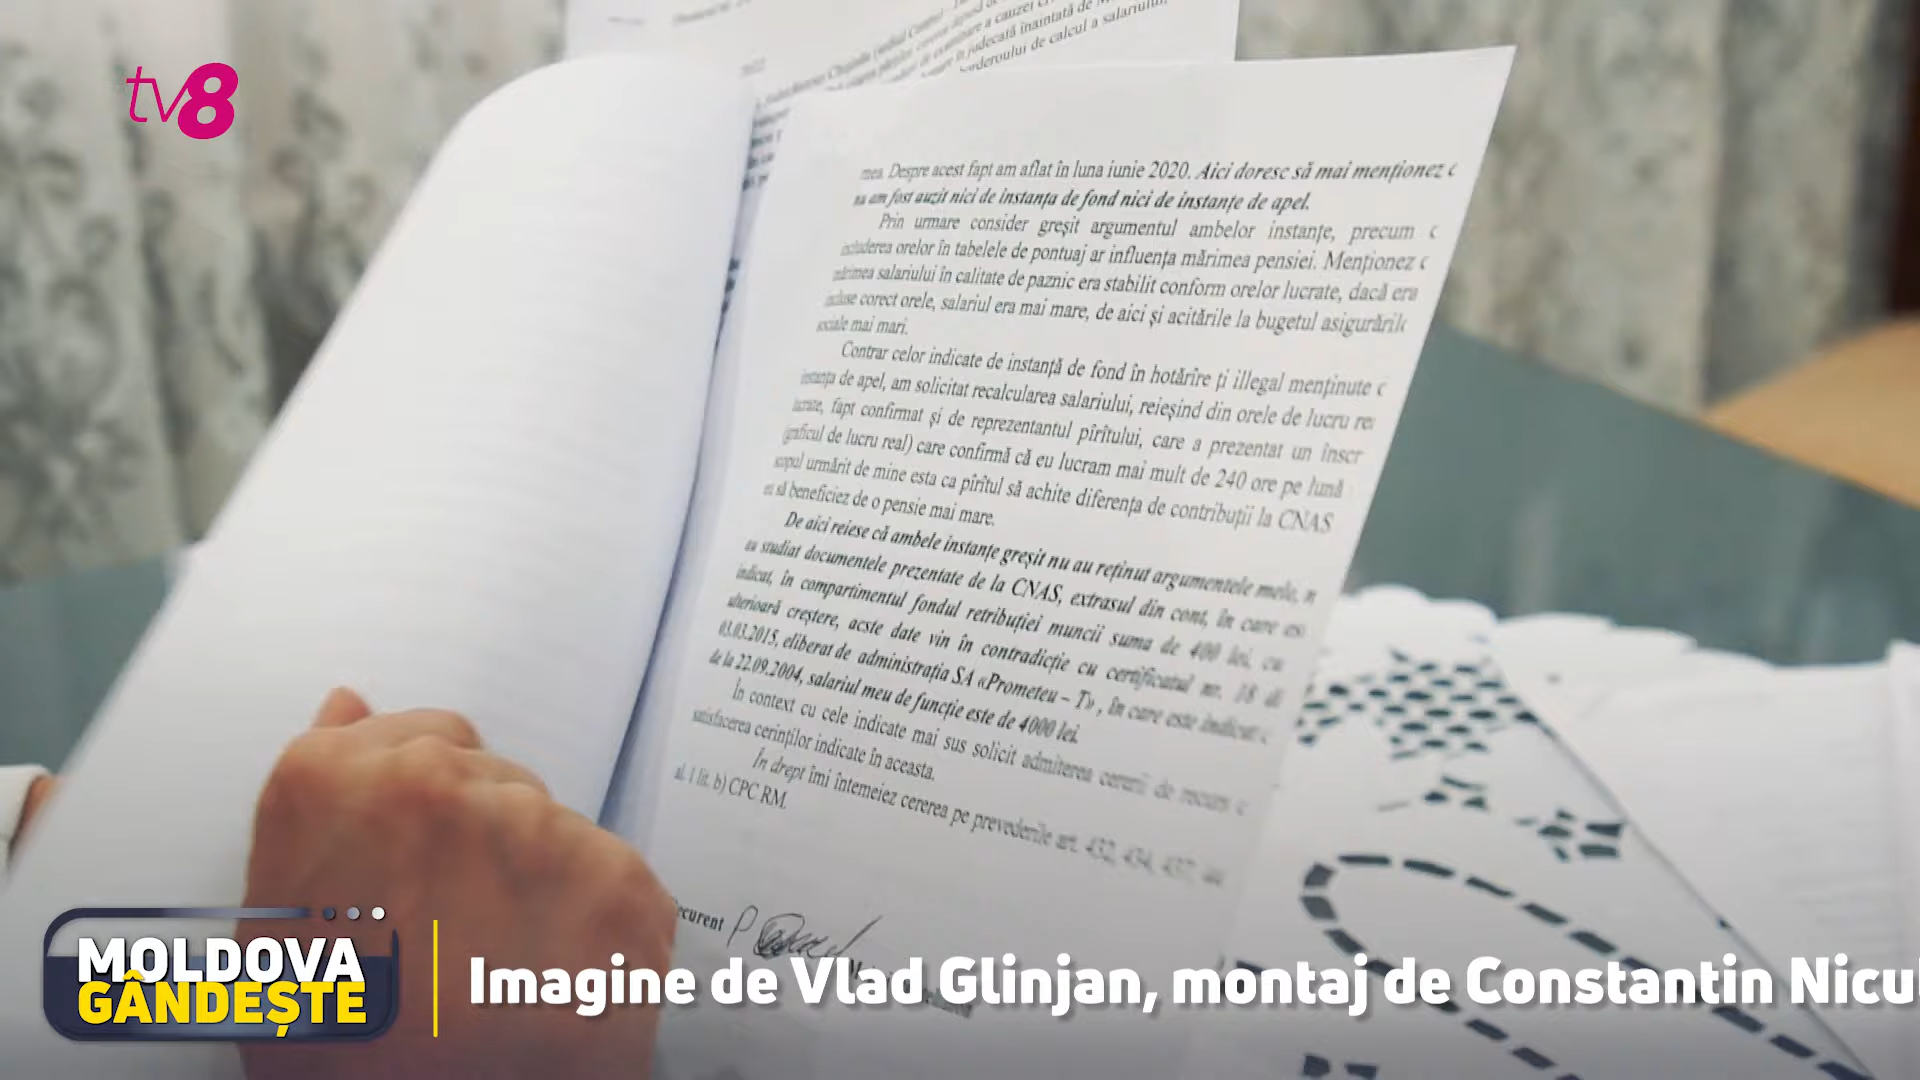 tv8
judecată înaintată de
calcul a salariului,
mea. Despre acest fapt am aflat în luna iunie 2020. Aici doresc să mai menționez
nu am fost auzit nici de instanța de fond nici de instanțe de apel.
Prin urmare consider greșit argumentul ambelor instanțe, precum
includerea orelor în tabelele de pontuaj ar influența mărimea pensiei. Menționez
mărimea salariului în calitate de paznic era stabilit conform orelor lucrate, dacă era
incluse corect orele, salariul era mai mare, de aici și acitările la bugetul asigurăril
sociale mai mari.
Contrar celor indicate de instanță de fond în hotărîre ți illegal menținute
instanța de apel, am solicitat recalcularea salariului, reieșind din orele de lucru
lucrate, fapt confirmat și de reprezentantul pîrîtului, care a prezentat un înscr
(graficul de lucru real) care confirmă că eu lucram mai mult de 240 ore pe lună
scopul urmărit de mine esta ca pîrîtul să achite diferența de contribuții la CNAS
să beneficiez de o pensie mai mare.
De aici reiese că ambele instanțe greșit nu au reținut argumentele mele,
au studiat documentele prezentate de la CNAS, extrasul din cont, în care
indicat, în compartimentul fondul retribuției muncii suma de 400 lei, cu
ulterioară creștere, acste date vin în contradicție cu certificatul nr. 18
03.03.2015, eliberat de administrația SA «Prometeu – T» , în care este indicat
de la 22.09.2004, salariul meu de funcție este de 4000 lei.
În context cu cele indicate mai sus solicit admiterea cererii de recurs
satisfacerea cerinților indicate în aceasta.
În drept îmi întemeiez cererea pe prevederile art. 432, 434, 437,
al. 1 lit. b) CPC RM.
Recurent
MOLDOVA
GÂNDEȘTE
Imagine de Vlad Glinjan, montaj de Constantin Nicu